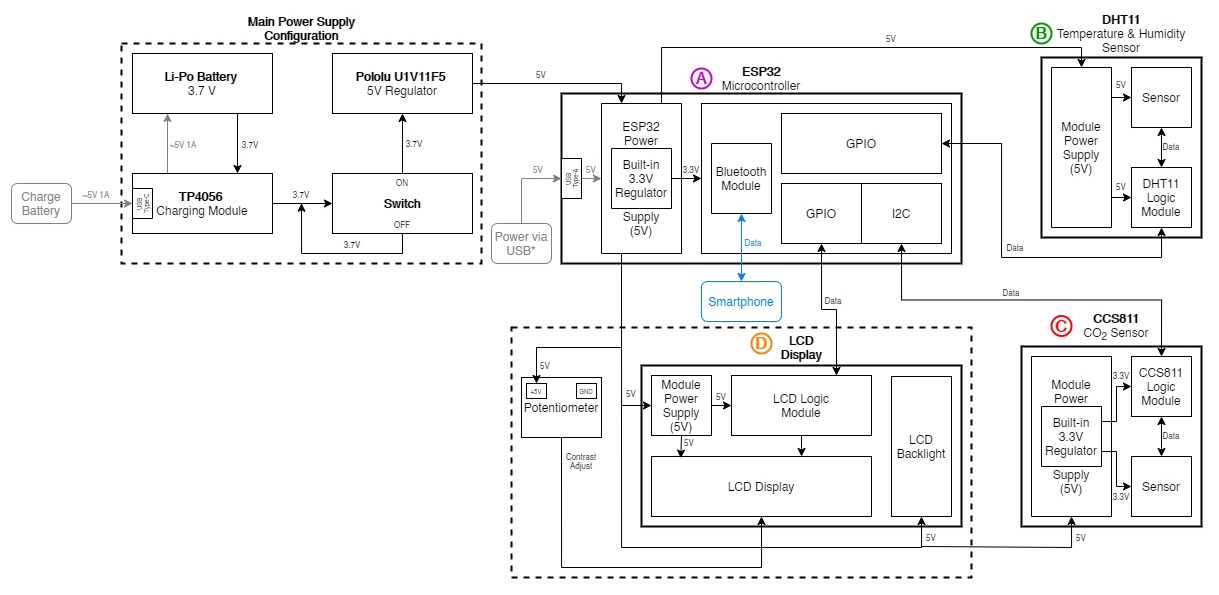 Main Power Supply
Configuration
Li-Po Battery
3.7 V
Pololu U1V11F5
5V Regulator
~5V 1A
3.7V
3.7V
Charge
Battery
~5V 1A
USB
Type-C
TP4056
Charging Module
3.7V
ON
Switch
OFF
3.7V
5V
5V
A
ESP32
Microcontroller
ESP32
Power
Built-in
3.3V
Regulator
Supply
(5V)
5V
USB
Type-A
5V
Power via
USB*
3.3V
Bluetooth
Module
GPIO
GPIO
I2C
Data
Smartphone
Data
Data
Data
B
DHT11
Temperature & Humidity
Sensor
Module
Power
Supply
(5V)
5V
Sensor
Data
5V
DHT11
Logic
Module
C
CCS811
CO2 Sensor
Module
Power
Built-in
3.3V
Regulator
Supply
(5V)
3.3V
CCS811
Logic
Module
Data
3.3V
Sensor
5V
D
LCD
Display
5V
+5V
GND
Potentiometer
Contrast
Adjust
5V
Module
Power
Supply
(5V)
5V
LCD Logic
Module
5V
LCD Display
LCD
Backlight
5V